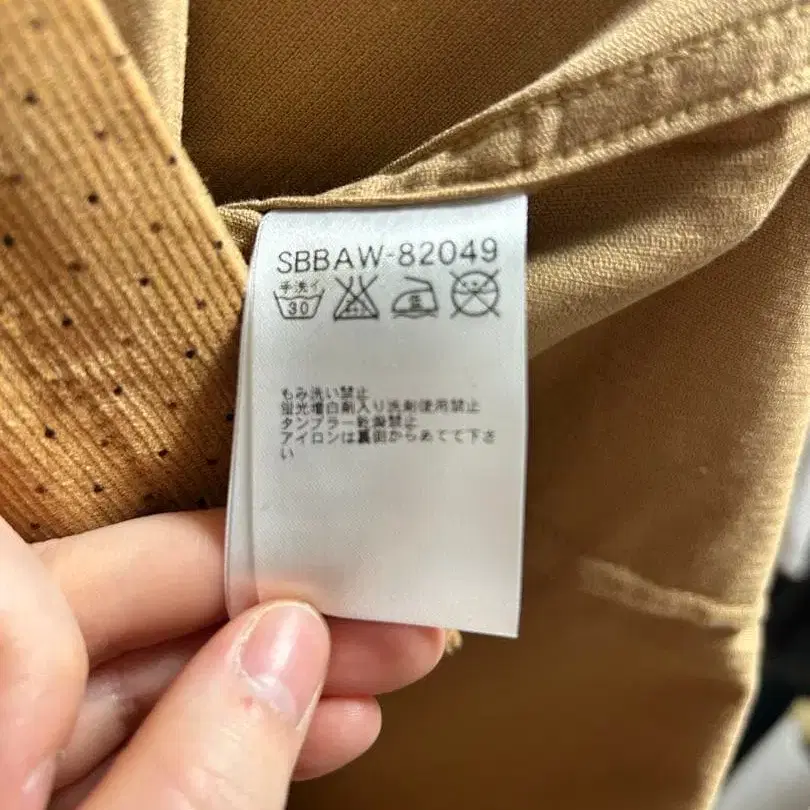 SBBAW-82049
手洗イ
30
もみ洗い禁止
蛍光増白剤入り洗剤使用禁止
タンブラー乾燥禁止
アイロンは裏面からあてて下さ
い